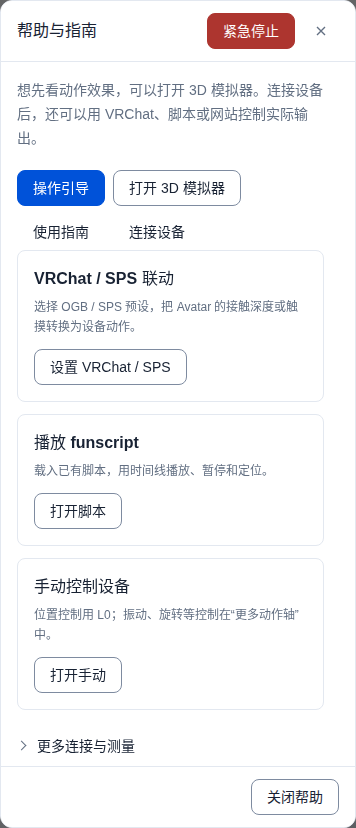 帮助与指南
紧急停止
×
想先看动作效果，可以打开 3D 模拟器。连接设备
后，还可以用 VRChat、脚本或网站控制实际输
出。
操作引导
打开 3D 模拟器
使用指南
连接设备
VRChat / SPS 联动
选择 OGB / SPS 预设，把 Avatar 的接触深度或触
摸转换为设备动作。
设置 VRChat / SPS
播放 funscript
载入已有脚本，用时间线播放、暂停和定位。
打开脚本
手动控制设备
位置控制用 L0；振动、旋转等控制在“更多动作轴”
中。
打开手动
更多连接与测量
关闭帮助